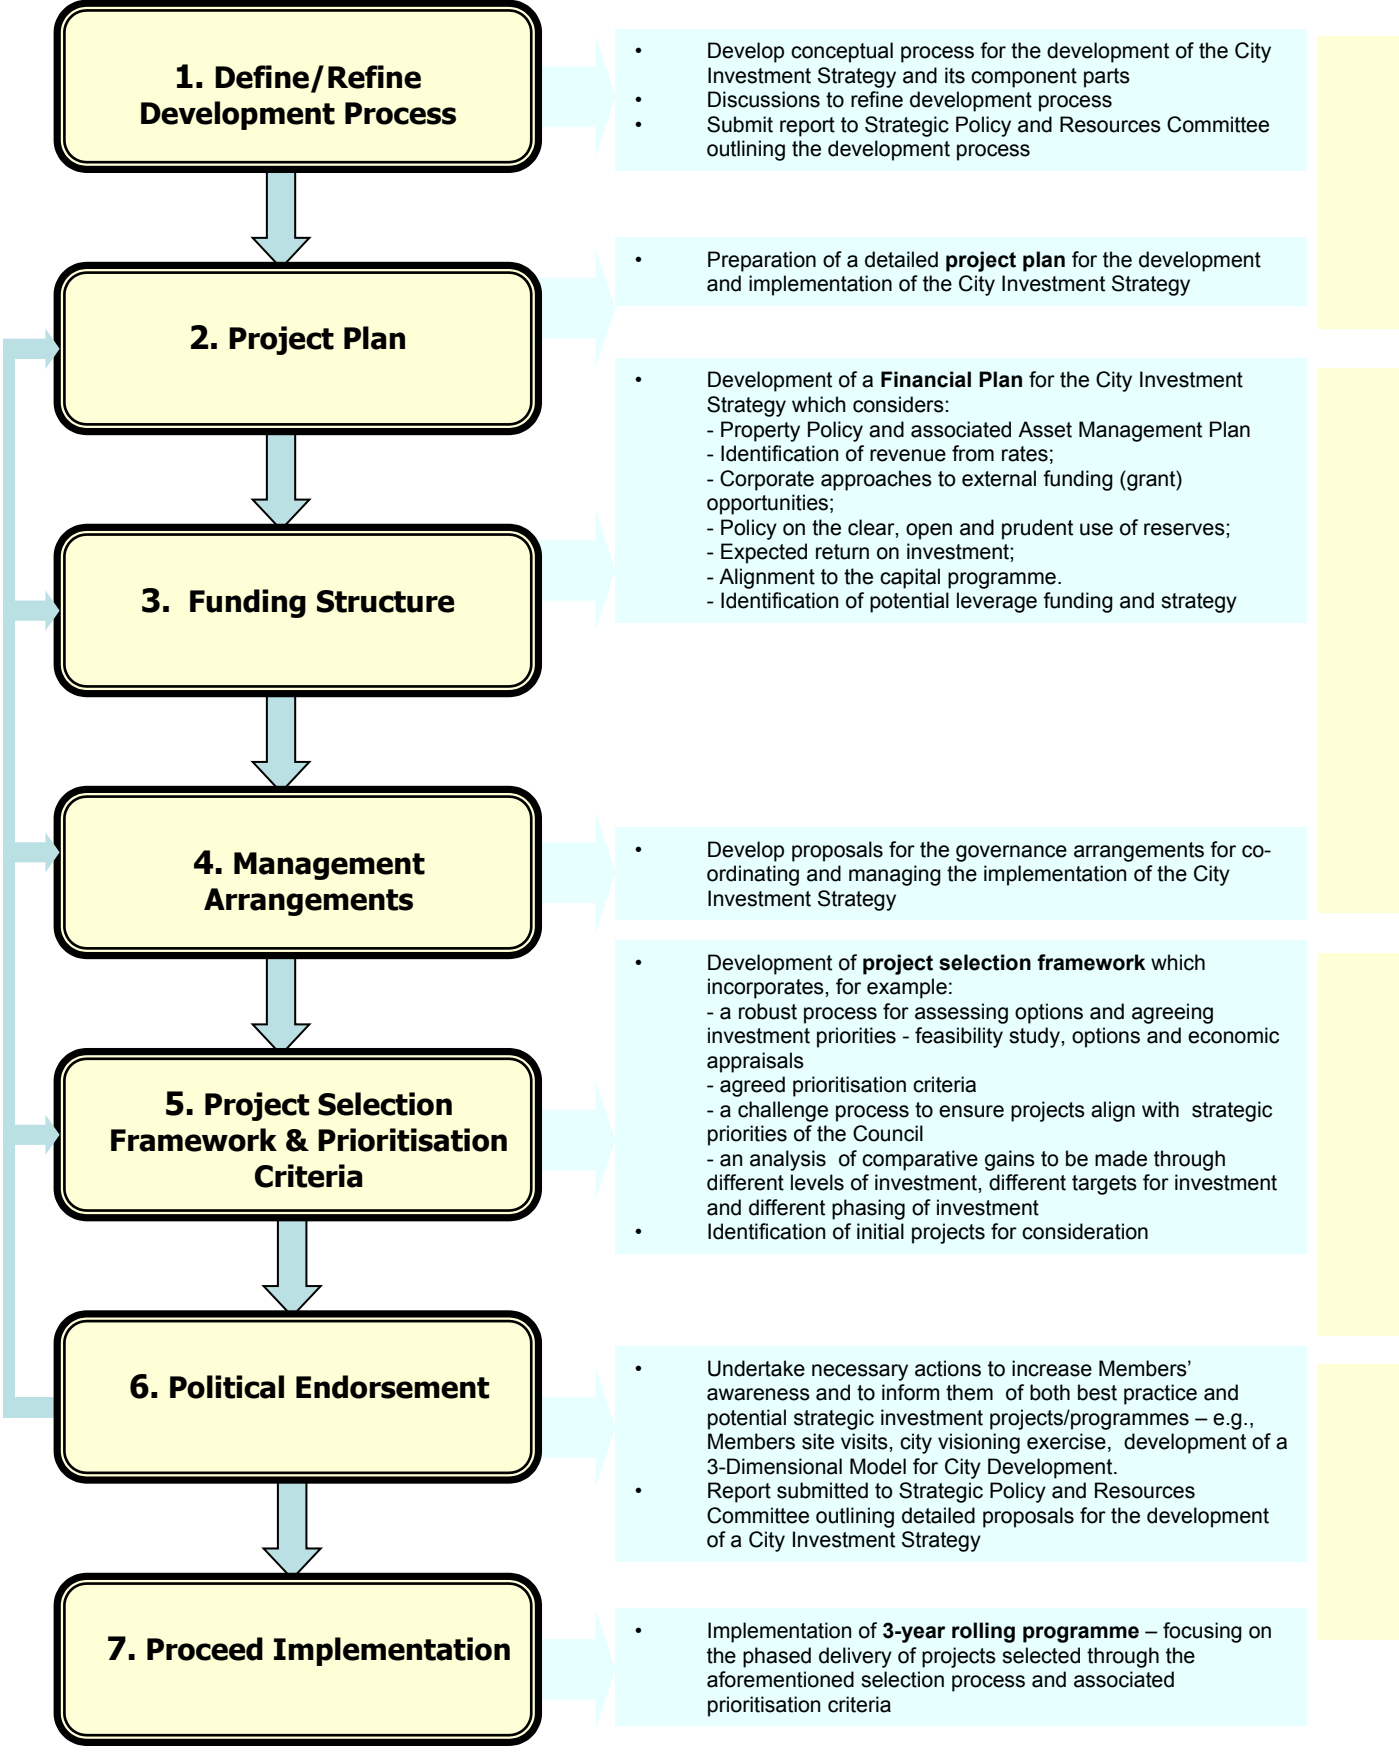 1. Define/Refine
Development Process
• Develop conceptual process for the development of the City
Investment Strategy and its component parts
• Discussions to refine development process
• Submit report to Strategic Policy and Resources Committee
outlining the development process
2. Project Plan
• Preparation of a detailed project plan for the development
and implementation of the City Investment Strategy
3. Funding Structure
• Development of a Financial Plan for the City Investment
Strategy which considers:
- Property Policy and associated Asset Management Plan
- Identification of revenue from rates;
- Corporate approaches to external funding (grant)
opportunities;
- Policy on the clear, open and prudent use of reserves;
- Expected return on investment;
- Alignment to the capital programme.
- Identification of potential leverage funding and strategy
4. Management
Arrangements
• Develop proposals for the governance arrangements for co-
ordinating and managing the implementation of the City
Investment Strategy
5. Project Selection
Framework & Prioritisation
Criteria
• Development of project selection framework which
incorporates, for example:
- a robust process for assessing options and agreeing
investment priorities - feasibility study, options and economic
appraisals
- agreed prioritisation criteria
- a challenge process to ensure projects align with  strategic
priorities of the Council
- an analysis  of comparative gains to be made through
different levels of investment, different targets for investment
and different phasing of investment
• Identification of initial projects for consideration
6. Political Endorsement
• Undertake necessary actions to increase Members’
awareness and to inform them  of both best practice and
potential strategic investment projects/programmes – e.g.,
Members site visits, city visioning exercise,  development of a
3-Dimensional Model for City Development.
• Report submitted to Strategic Policy and Resources
Committee outlining detailed proposals for the development
of a City Investment Strategy
7. Proceed Implementation
• Implementation of 3-year rolling programme – focusing on
the phased delivery of projects selected through the
aforementioned selection process and associated
prioritisation criteria